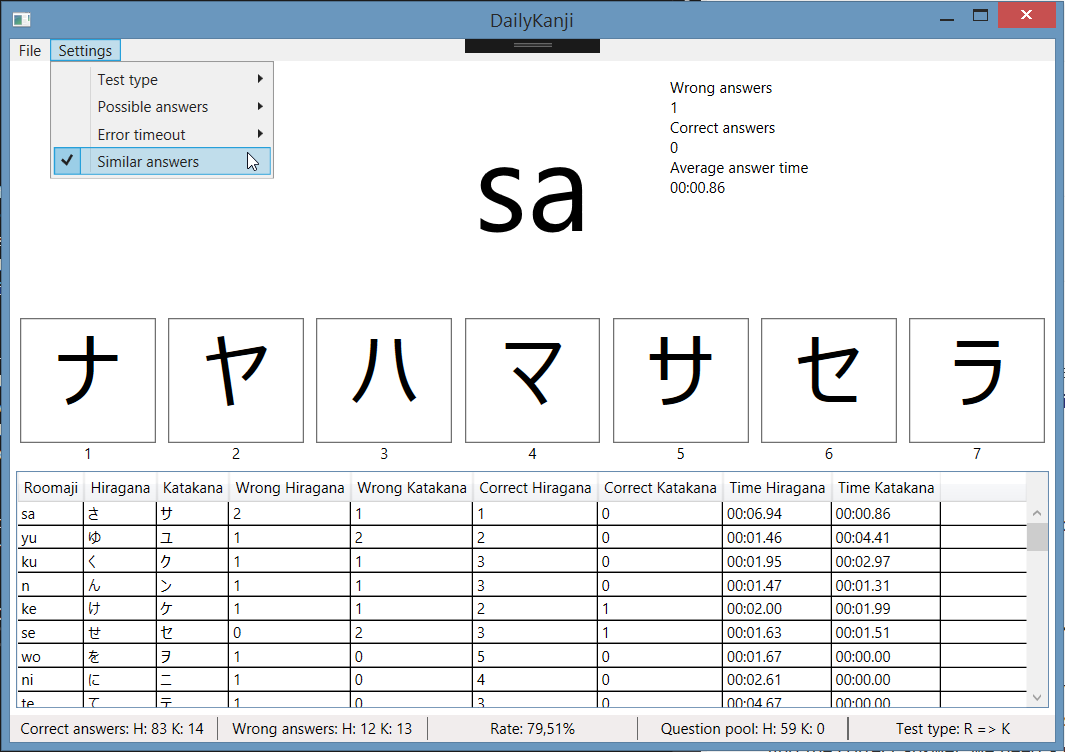 DailyKanji
File Settings
Test type
Possible answers
Error timeout
Similar answers
Wrong answers
1
Correct answers
0
Average answer time
00:00.86
sa
ナ ヤ ハ マ サ セ ラ
1 2 3 4 5 6 7
Roomaji Hiragana Katakana Wrong Hiragana Wrong Katakana Correct Hiragana Correct Katakana Time Hiragana Time Katakana
sa さ サ 2 1 1 0 00:06.94 00:00.86
yu ゆ ユ 1 2 2 0 00:01.46 00:04.41
ku く ク 1 1 3 0 00:01.95 00:02.97
n ん ン 1 1 3 0 00:01.47 00:01.31
ke け ケ 1 1 2 1 00:02.00 00:01.99
se せ セ 0 2 3 1 00:01.63 00:01.51
wo を ヲ 1 0 5 0 00:01.67 00:00.00
ni に ニ 1 0 4 0 00:02.61 00:00.00
te て テ 1 0 3 0 00:04.67 00:00.00
Correct answers: H: 83 K: 14 Wrong answers: H: 12 K: 13 Rate: 79,51% Question pool: H: 59 K: 0 Test type: R => K